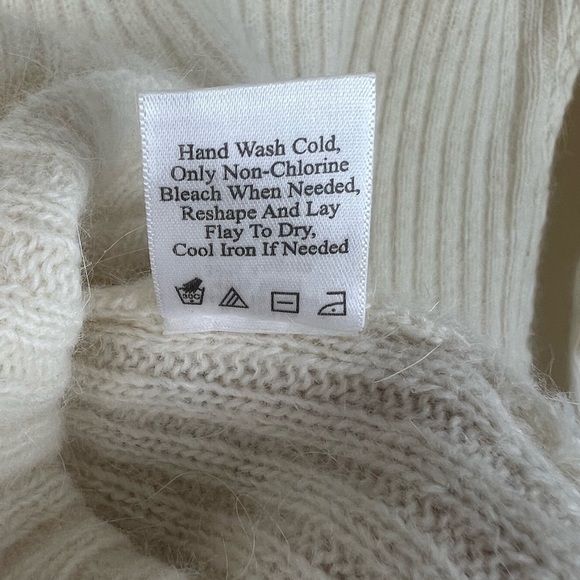 Hand Wash Cold,
Only Non-Chlorine
Bleach When Needed,
Reshape And Lay
Flay To Dry,
Cool Iron If Needed
30C